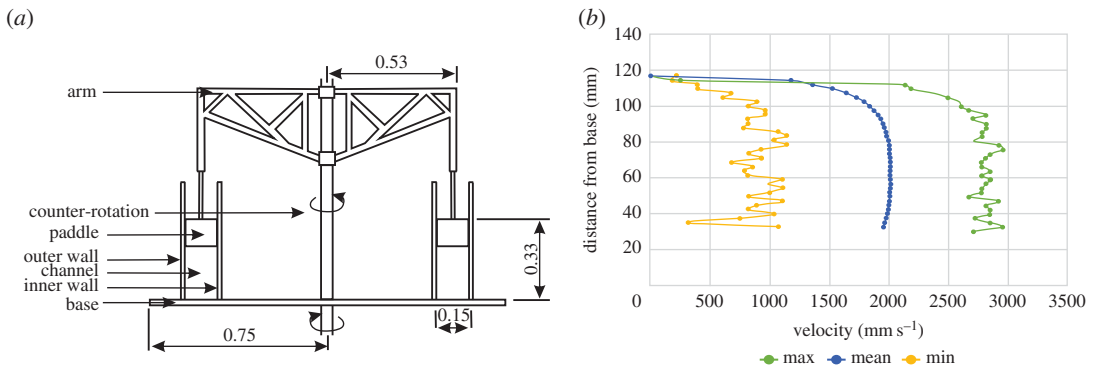 (a)
0.53
arm
counter-rotation
paddle
outer wall
channel
inner wall
base
0.33
0.15
0.75
(b)
140
120
100
80
60
40
20
distance from base (mm)
0
500
1000
1500
2000
2500
3000
3500
velocity (mm s⁻¹)
max mean min